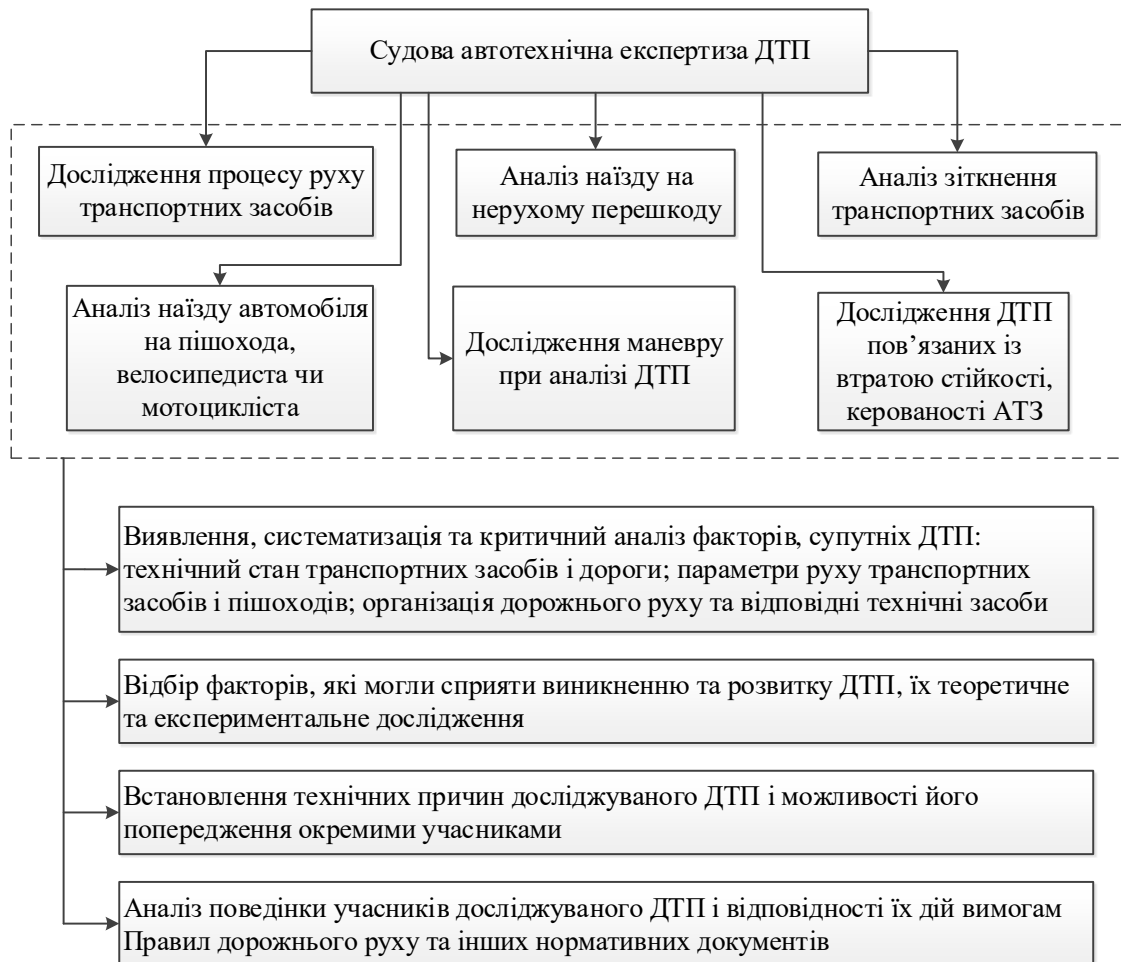 Судова автотехнічна експертиза ДТП
Дослідження процесу руху
транспортних засобів
Аналіз наїзду на
нерухому перешкоду
Аналіз зіткнення
транспортних засобів
Аналіз наїзду автомобіля
на пішохода,
велосипедиста чи
мотоцикліста
Дослідження маневру
при аналізі ДТП
Дослідження ДТП
пов’язаних із
втратою стійкості,
керованості АТЗ
Виявлення, систематизація та критичний аналіз факторів, супутніх ДТП:
технічний стан транспортних засобів і дороги; параметри руху транспортних
засобів і пішоходів; організація дорожнього руху та відповідні технічні засоби
Відбір факторів, які могли сприяти виникненню та розвитку ДТП, їх теоретичне
та експериментальне дослідження
Встановлення технічних причин досліджуваного ДТП і можливості його
попередження окремими учасниками
Аналіз поведінки учасників досліджуваного ДТП і відповідності їх дій вимогам
Правил дорожнього руху та інших нормативних документів